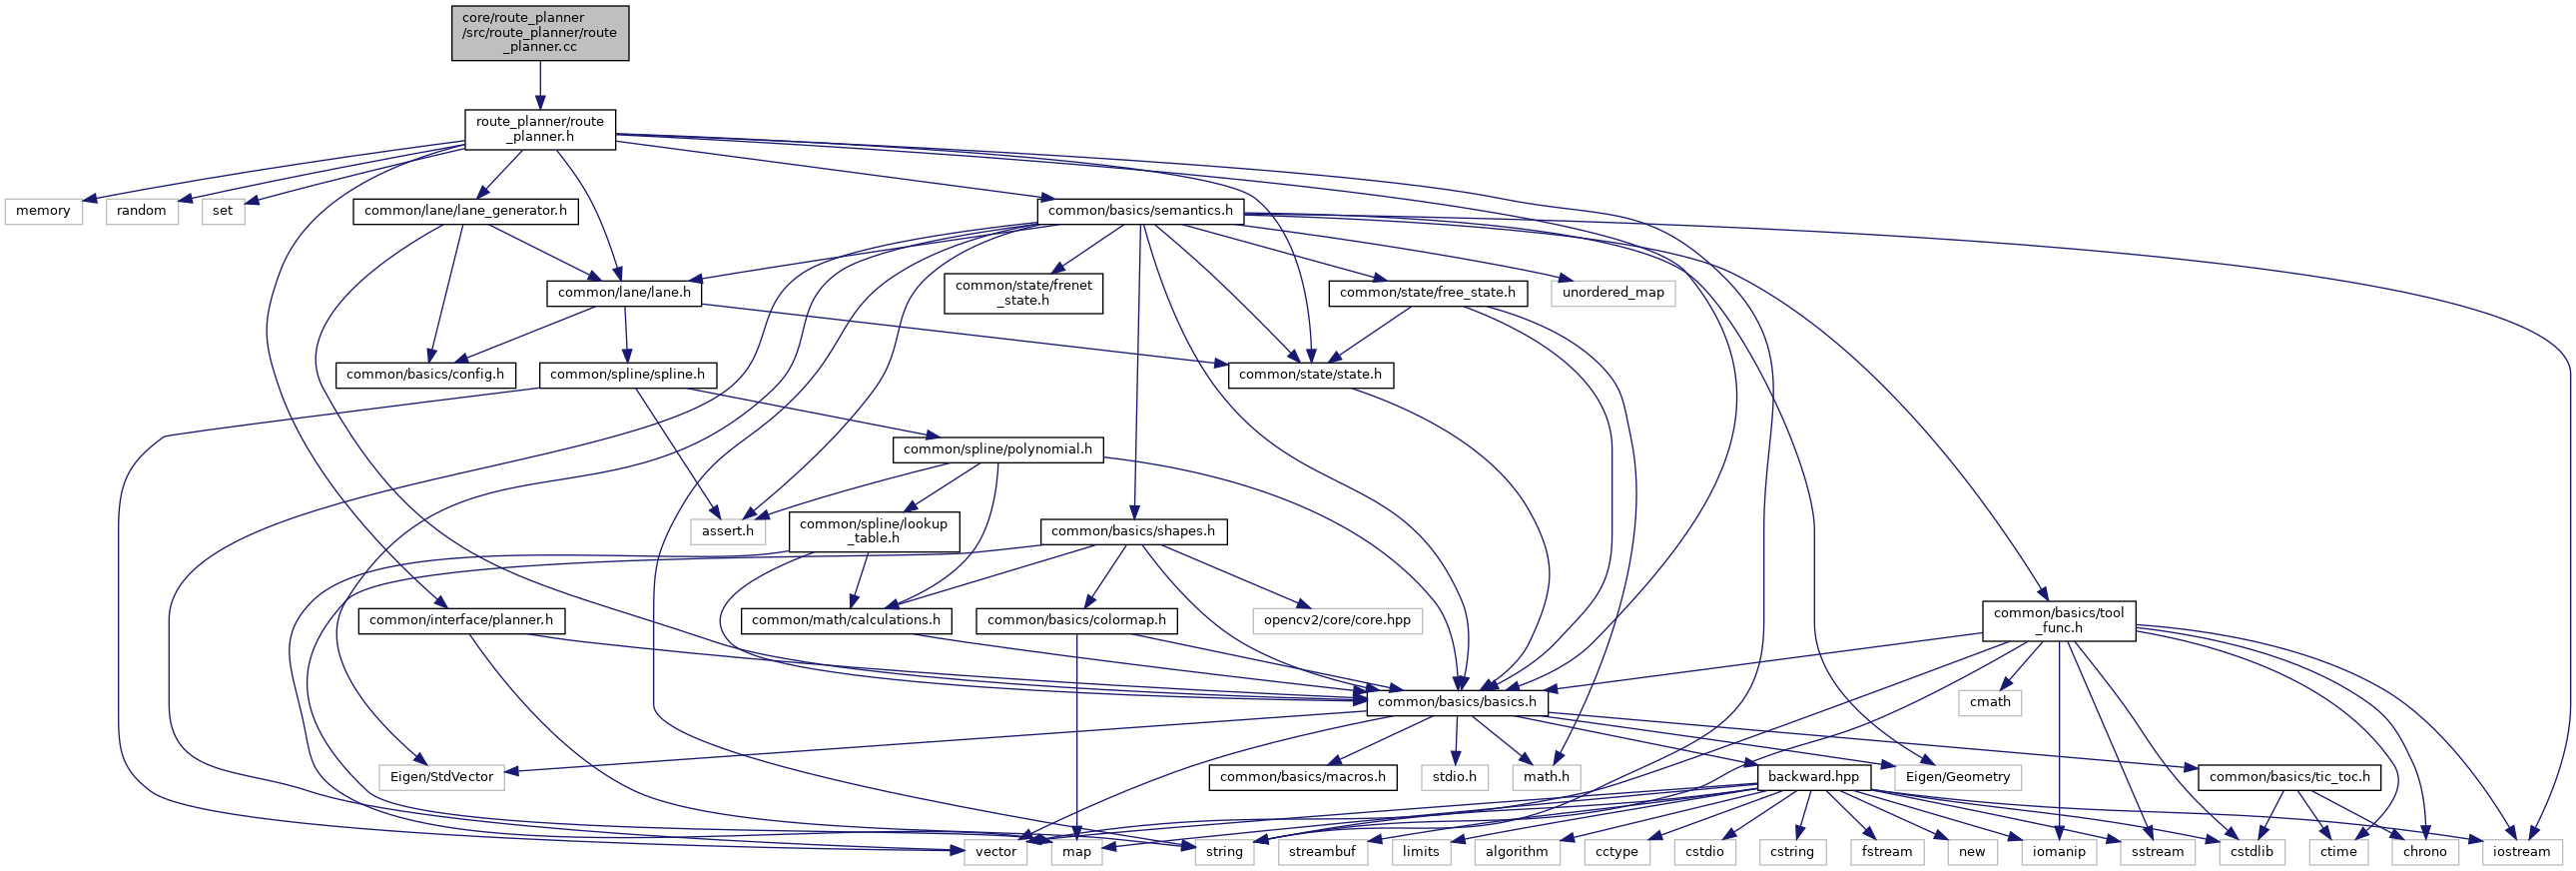 core/route_planner
/src/route_planner/route
_planner.cc
route_planner/route
_planner.h
memory
random
set
common/lane/lane_generator.h
common/basics/semantics.h
common/lane/lane.h
common/state/frenet
_state.h
common/state/free_state.h
unordered_map
common/basics/config.h
common/spline/spline.h
common/state/state.h
common/spline/polynomial.h
assert.h
common/spline/lookup
_table.h
common/basics/shapes.h
common/interface/planner.h
common/math/calculations.h
common/basics/colormap.h
opencv2/core/core.hpp
common/basics/tool
_func.h
common/basics/basics.h
cmath
Eigen/StdVector
common/basics/macros.h
stdio.h
math.h
backward.hpp
Eigen/Geometry
common/basics/tic_toc.h
vector
map
string
streambuf
limits
algorithm
cctype
cstdio
cstring
fstream
new
iomanip
sstream
cstdlib
ctime
chrono
iostream